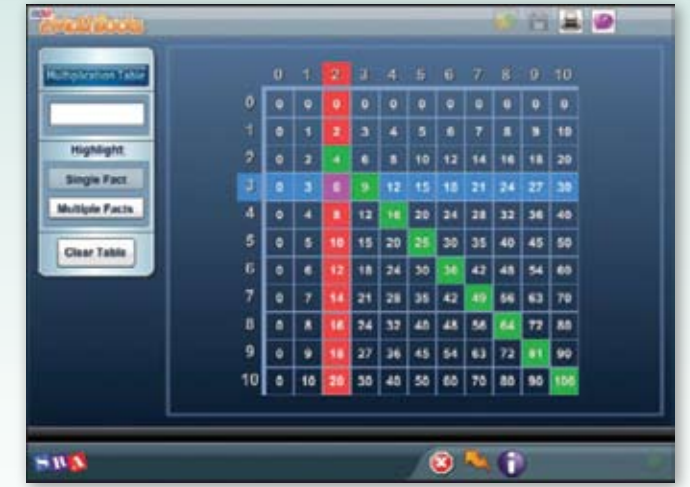 Multiplication Table
Highlight
Single Fact
Multiple Facts
Clear Table
0 1 2 3 4 5 6 7 8 9 10
0 0 0 0 0 0 0 0 0 0 0 0
1 0 1 2 3 4 5 6 7 8 9 10
2 0 2 4 6 8 10 12 14 16 18 20
3 0 3 6 9 12 15 18 21 24 27 30
4 0 4 8 12 16 20 24 28 32 36 40
5 0 5 10 15 20 25 30 35 40 45 50
6 0 6 12 18 24 30 36 42 48 54 60
7 0 7 14 21 28 35 42 49 56 63 70
8 0 8 16 24 32 40 48 56 64 72 80
9 0 9 18 27 36 45 54 63 72 81 90
10 0 10 20 30 40 50 60 70 80 90 100
SRA